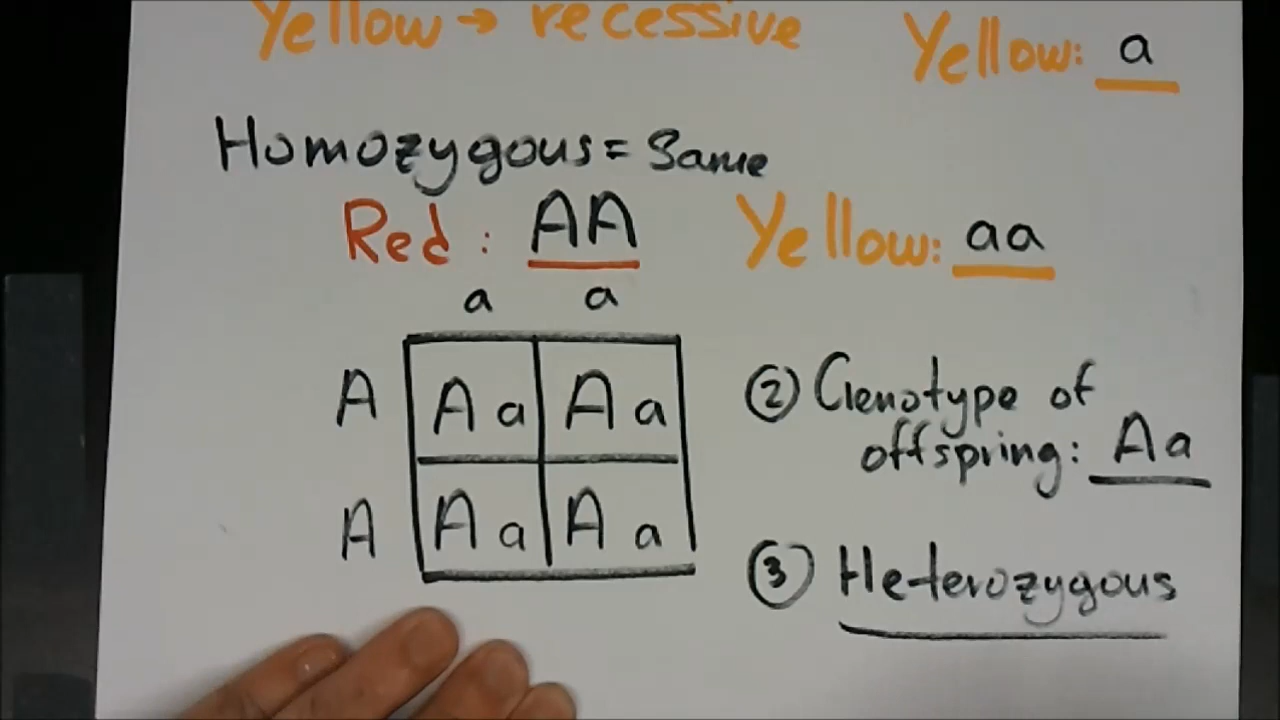 Yellow → recessive
Yellow: a
Homozygous = Same
Red : AA
Yellow: aa
a a
A Aa Aa
A Aa Aa
② Genotype of
offspring: Aa
③ Heterozygous